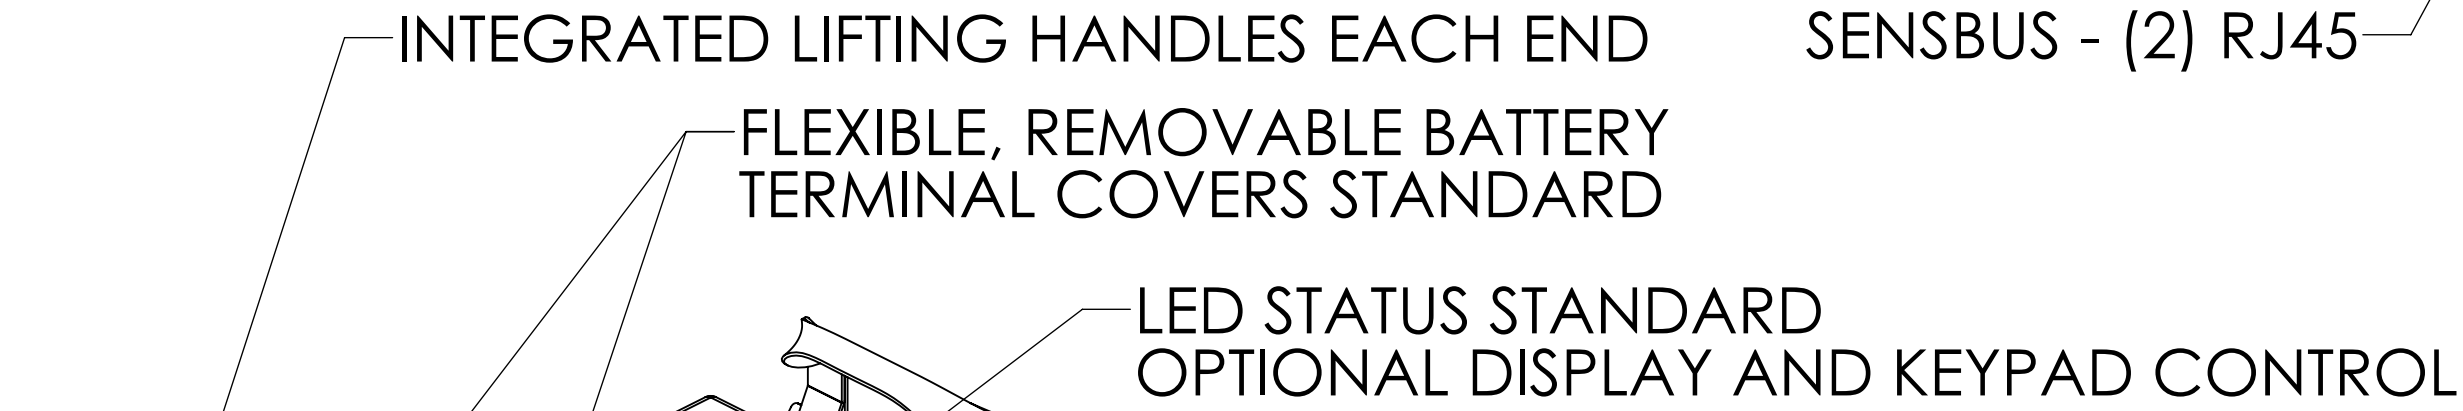 INTEGRATED LIFTING HANDLES EACH END
SENSBUS - (2) RJ45
FLEXIBLE, REMOVABLE BATTERY
TERMINAL COVERS STANDARD
LED STATUS STANDARD
OPTIONAL DISPLAY AND KEYPAD CONTROL